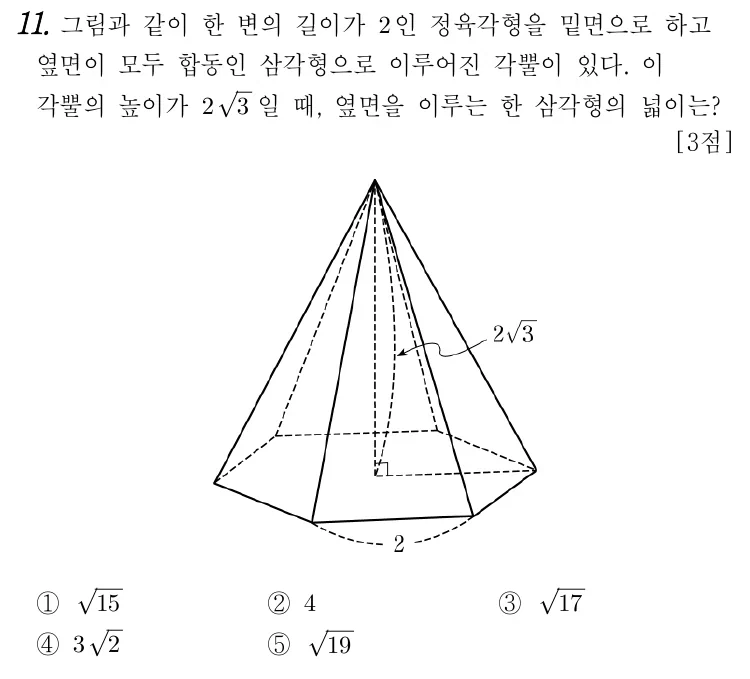 11. 그림과 같이 한 변의 길이가 2인 정육각형을 밑면으로 하고
옆면이 모두 합동인 삼각형으로 이루어진 각뿔이 있다. 이
각뿔의 높이가 2√3 일 때, 옆면을 이루는 한 삼각형의 넓이는?
[3점]
2√3
2
① √15 ② 4 ③ √17
④ 3√2 ⑤ √19